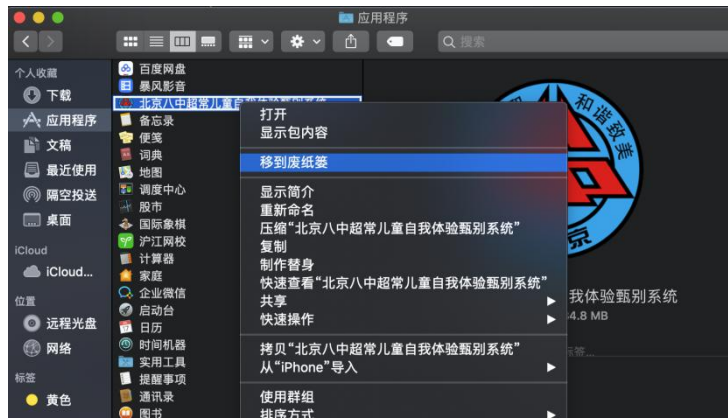 应用程序
搜索
个人收藏
下载
应用程序
文稿
最近使用
隔空投送
桌面
iCloud
iCloud...
位置
远程光盘
网络
标签
黄色
百度网盘
暴风影音
北京八中超常儿童自我体验甄别系统
备忘录
便笺
词典
地图
调度中心
股市
国际象棋
沪江网校
计算器
家庭
企业微信
启动台
日历
时间机器
实用工具
提醒事项
通讯录
图书
打开
显示包内容
移到废纸篓
显示简介
重新命名
压缩“北京八中超常儿童自我体验甄别系统”
复制
制作替身
快速查看“北京八中超常儿童自我体验甄别系统”
共享
快速操作
拷贝“北京八中超常儿童自我体验甄别系统”
从“iPhone”导入
使用群组
排序方式
和谐致美
京
我体验甄别系统
4.8 MB